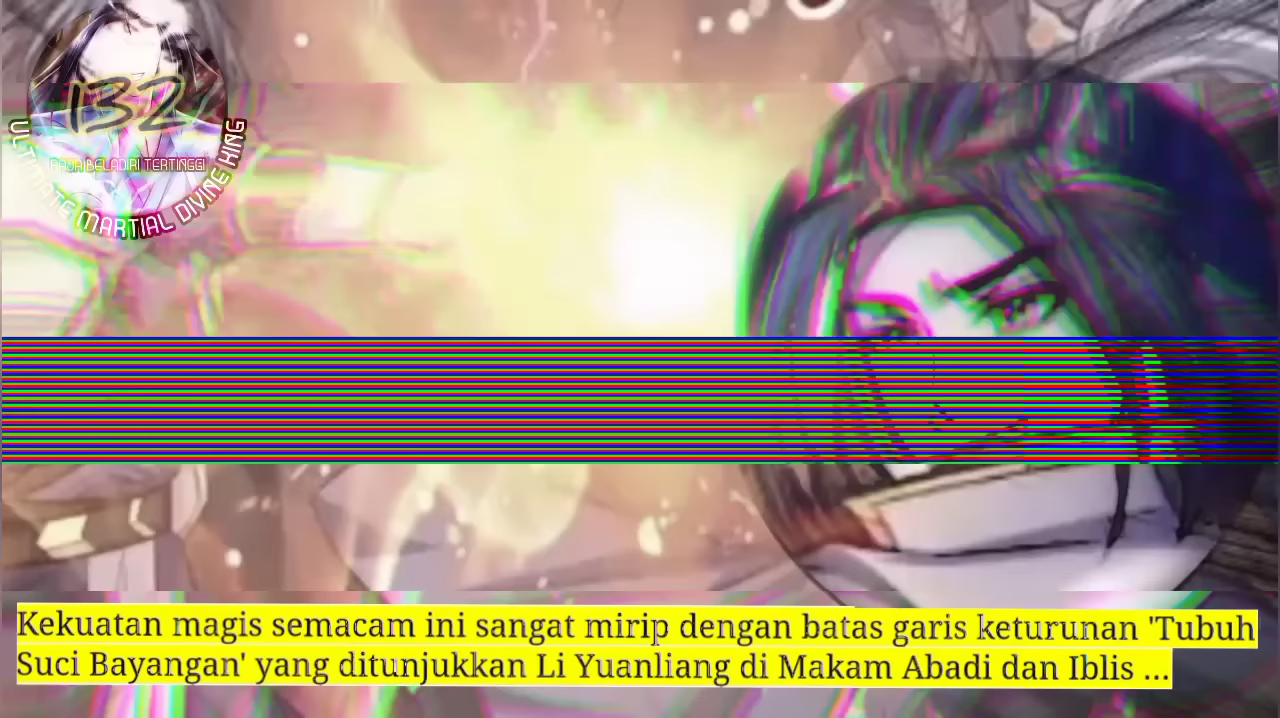 132
RAJA BELADIRI TERTINGGI
ULTIMATE MARTIAL DIVINE KING
Kekuatan magis semacam ini sangat mirip dengan batas garis keturunan 'Tubuh
Suci Bayangan' yang ditunjukkan Li Yuanliang di Makam Abadi dan Iblis ...